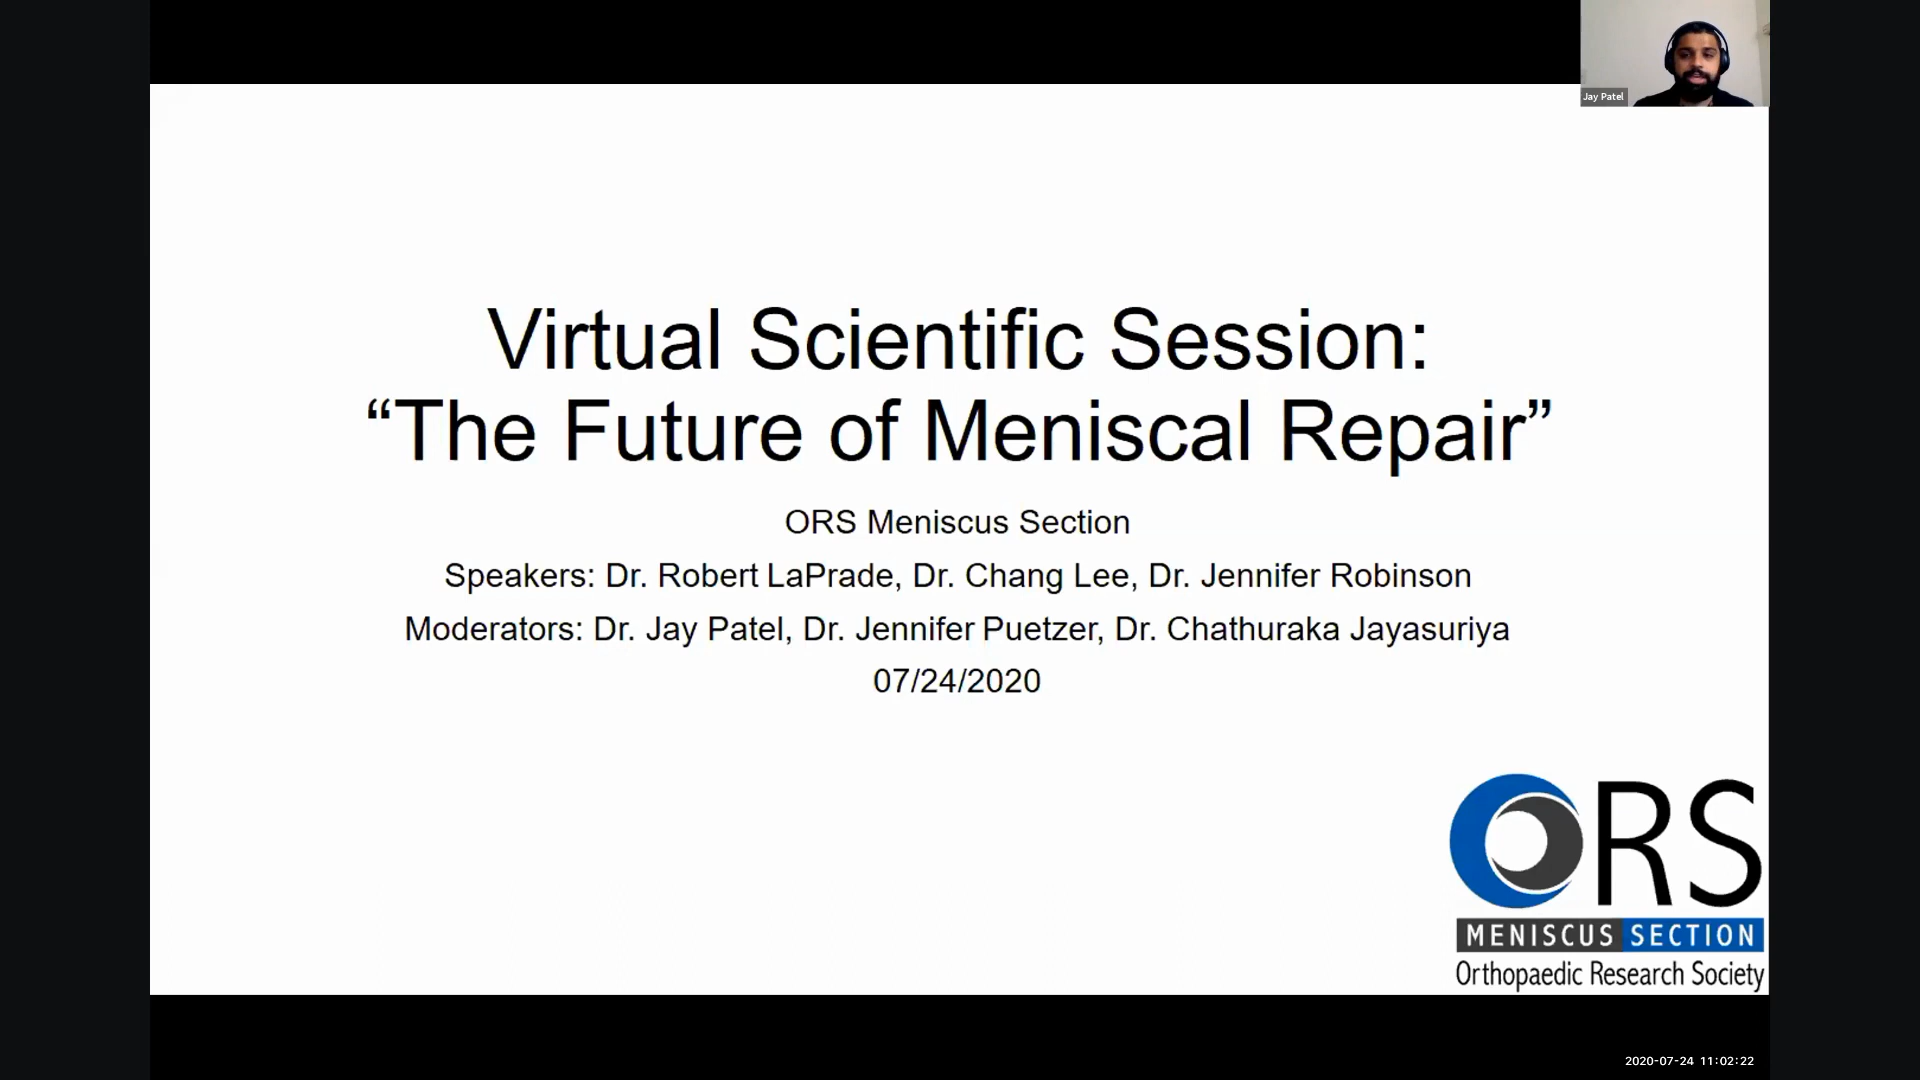 Jay Patel
Virtual Scientific Session:
“The Future of Meniscal Repair”
ORS Meniscus Section
Speakers: Dr. Robert LaPrade, Dr. Chang Lee, Dr. Jennifer Robinson
Moderators: Dr. Jay Patel, Dr. Jennifer Puetzer, Dr. Chathuraka Jayasuriya
07/24/2020
ORS
MENISCUS SECTION
Orthopaedic Research Society
2020-07-24 11:02:22